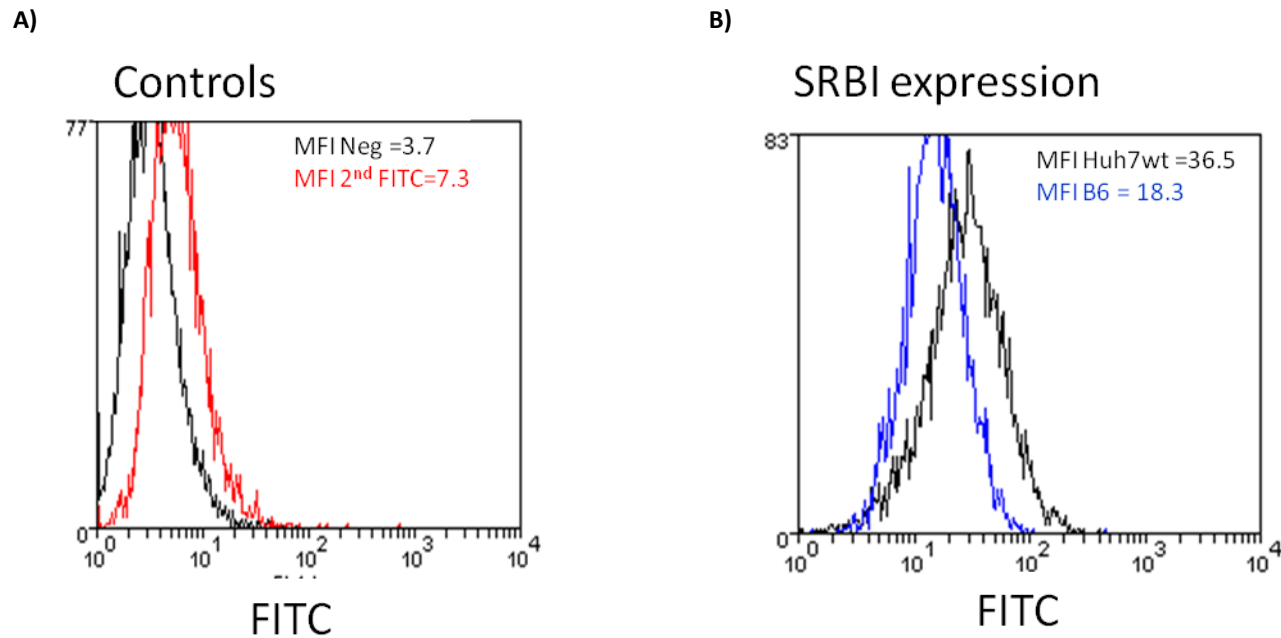 A)
Controls
77
MFI Neg =3.7
MFI 2nd FITC=7.3
0
10^0
10^1
10^2
10^3
10^4
FITC
B)
SRBI expression
83
MFI Huh7wt =36.5
MFI B6 = 18.3
0
10^0
10^1
10^2
10^3
10^4
FITC